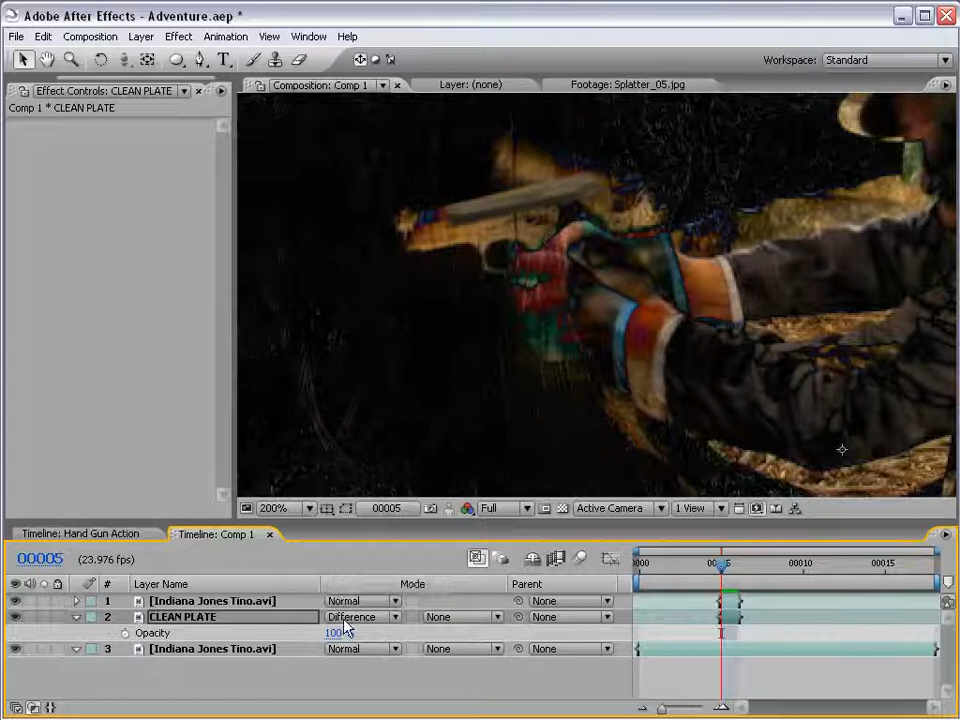 Adobe After Effects - Adventure.aep *
File Edit Composition Layer Effect Animation View Window Help
Workspace: Standard
Effect Controls: CLEAN PLATE
Composition: Comp 1
Layer: (none)
Footage: Splatter_05.jpg
Comp 1 * CLEAN PLATE
200% 00005 Full Active Camera 1 View
Timeline: Hand Gun Action
Timeline: Comp 1
00005 (23.976 fps)
# Layer Name Mode Parent
1 [Indiana Jones Tino.avi] Normal None
2 CLEAN PLATE Difference None None
Opacity
3 [Indiana Jones Tino.avi] Normal None None
00010 00015